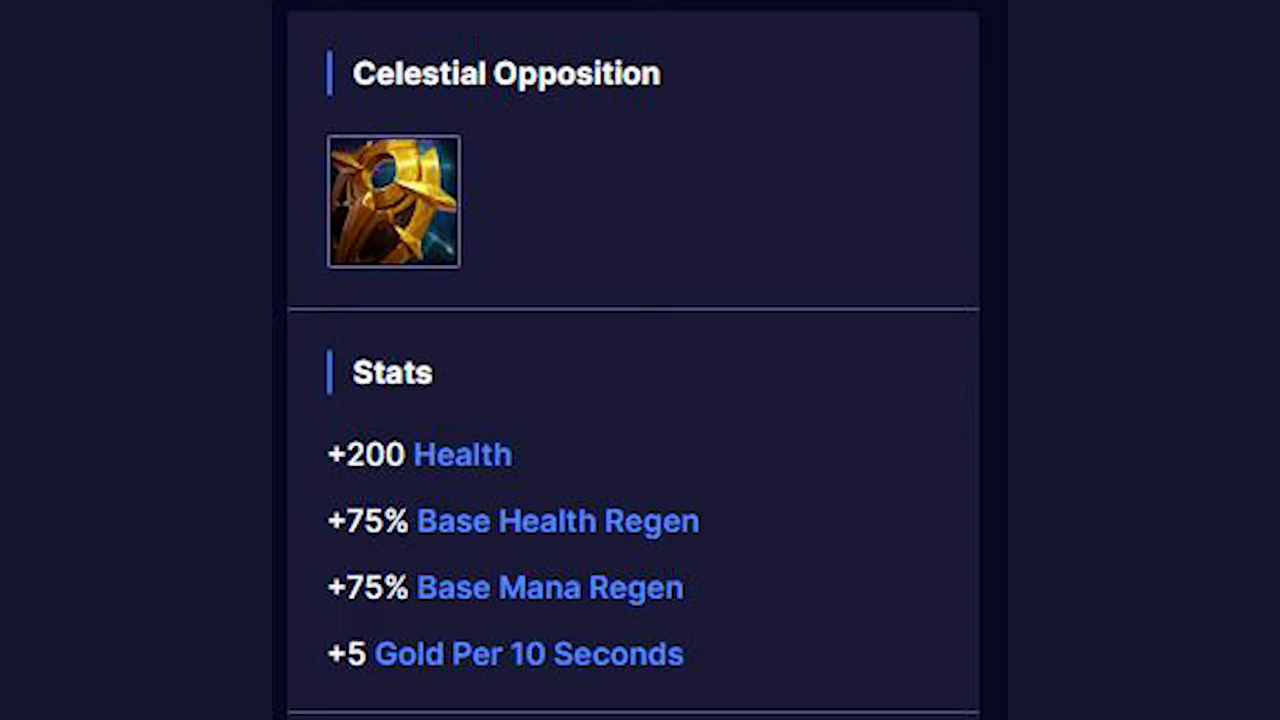 Celestial Opposition
Stats
+200 Health
+75% Base Health Regen
+75% Base Mana Regen
+5 Gold Per 10 Seconds